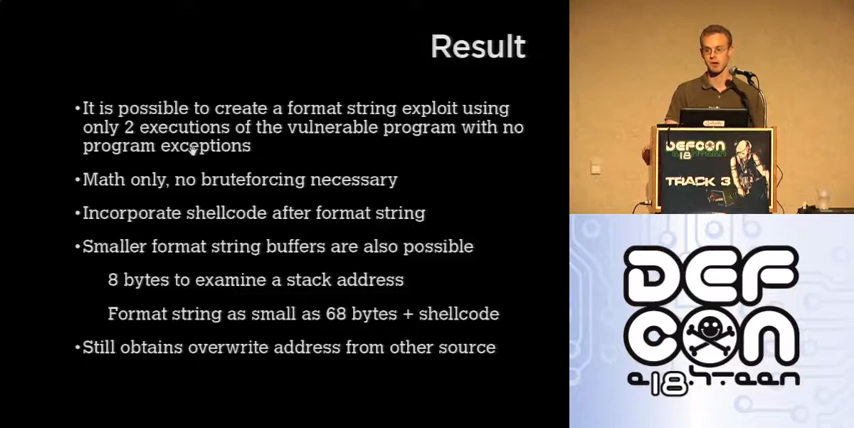 Result
• It is possible to create a format string exploit using
only 2 executions of the vulnerable program with no
program exceptions
• Math only, no bruteforcing necessary
• Incorporate shellcode after format string
• Smaller format string buffers are also possible
8 bytes to examine a stack address
Format string as small as 68 bytes + shellcode
• Still obtains overwrite address from other source
DEFCON
18
TRACK 3
DEF
CON
e18hteen